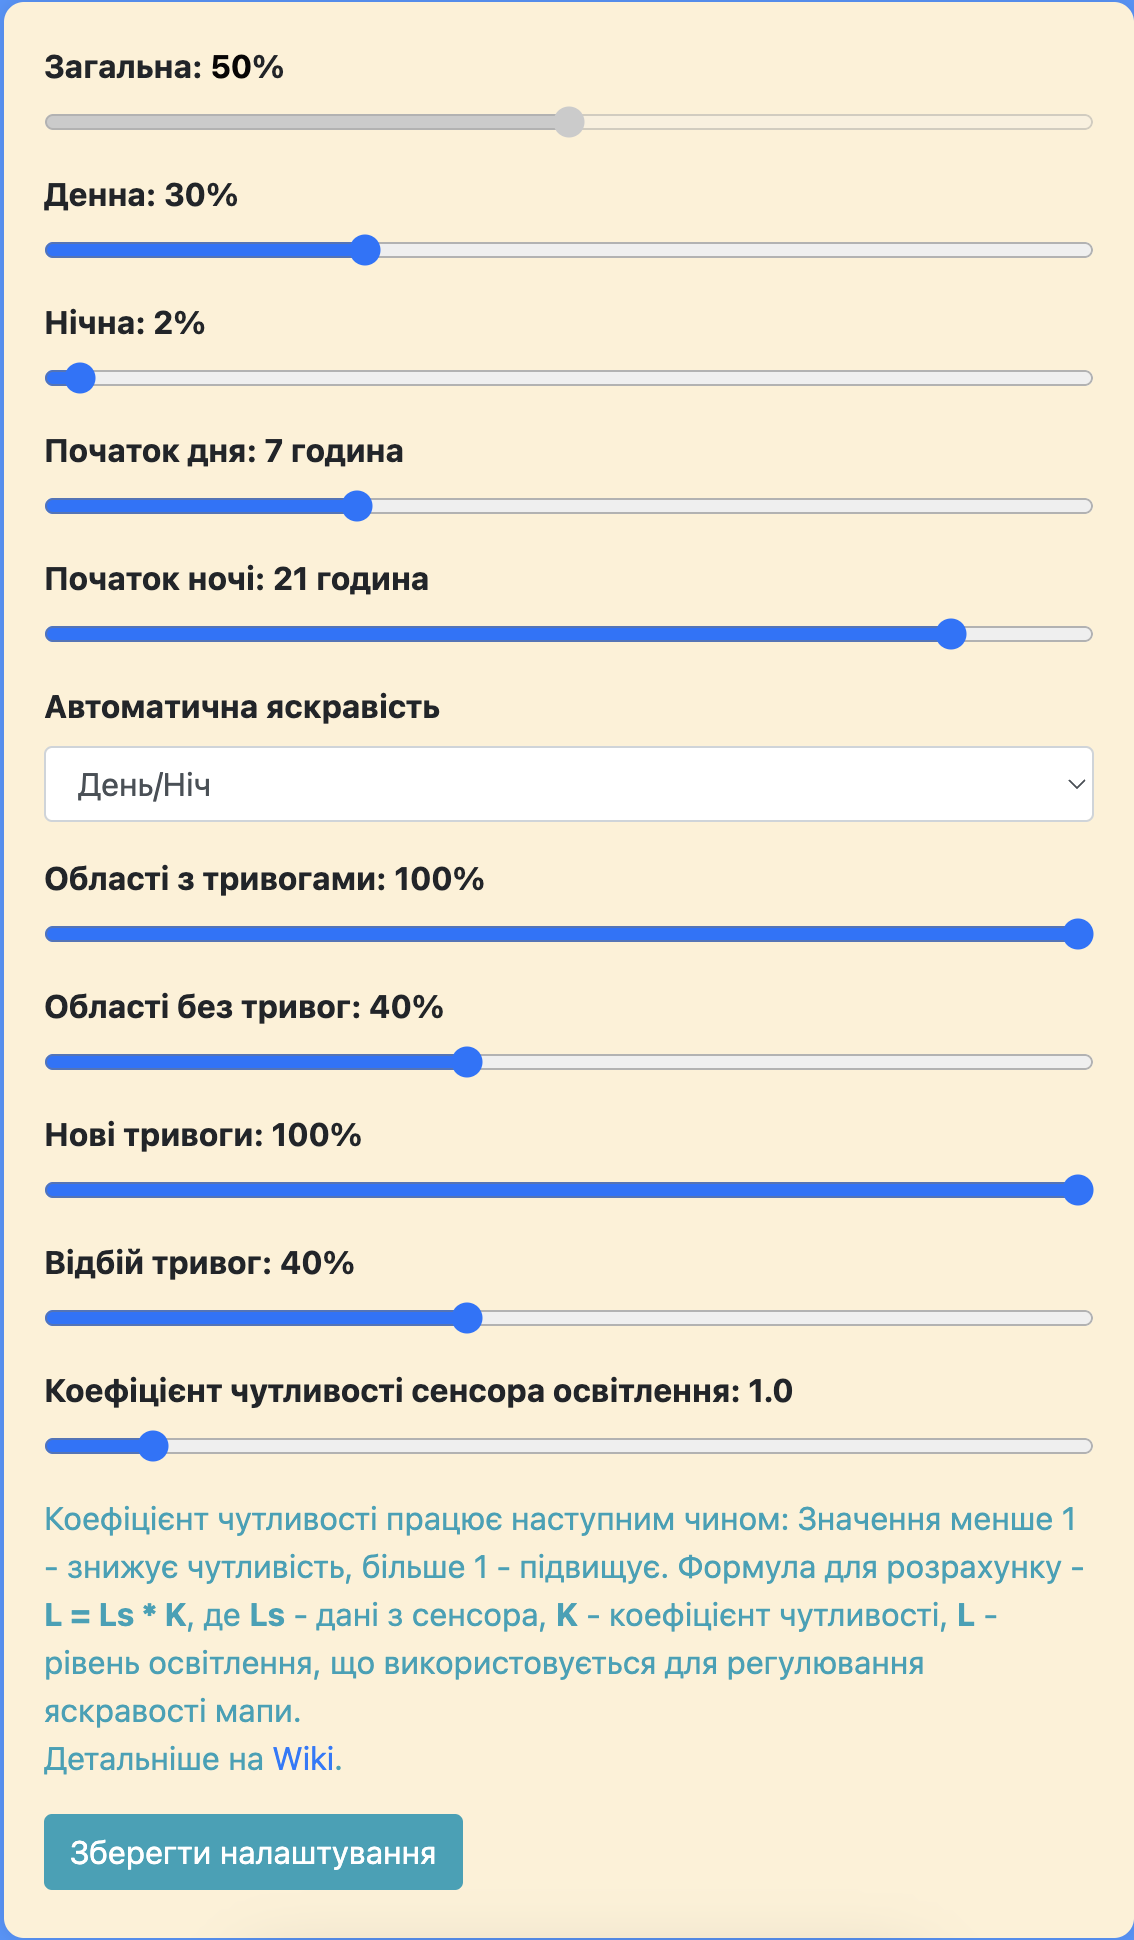 Загальна: 50%
Денна: 30%
Нічна: 2%
Початок дня: 7 година
Початок ночі: 21 година
Автоматична яскравість
День/Ніч
Області з тривогами: 100%
Області без тривог: 40%
Нові тривоги: 100%
Відбій тривог: 40%
Коефіцієнт чутливості сенсора освітлення: 1.0
Коефіцієнт чутливості працює наступним чином: Значення менше 1
- знижує чутливість, більше 1 - підвищує. Формула для розрахунку -
L = Ls * K, де Ls - дані з сенсора, K - коефіцієнт чутливості, L -
рівень освітлення, що використовується для регулювання
яскравості мапи.
Детальніше на Wiki.
Зберегти налаштування